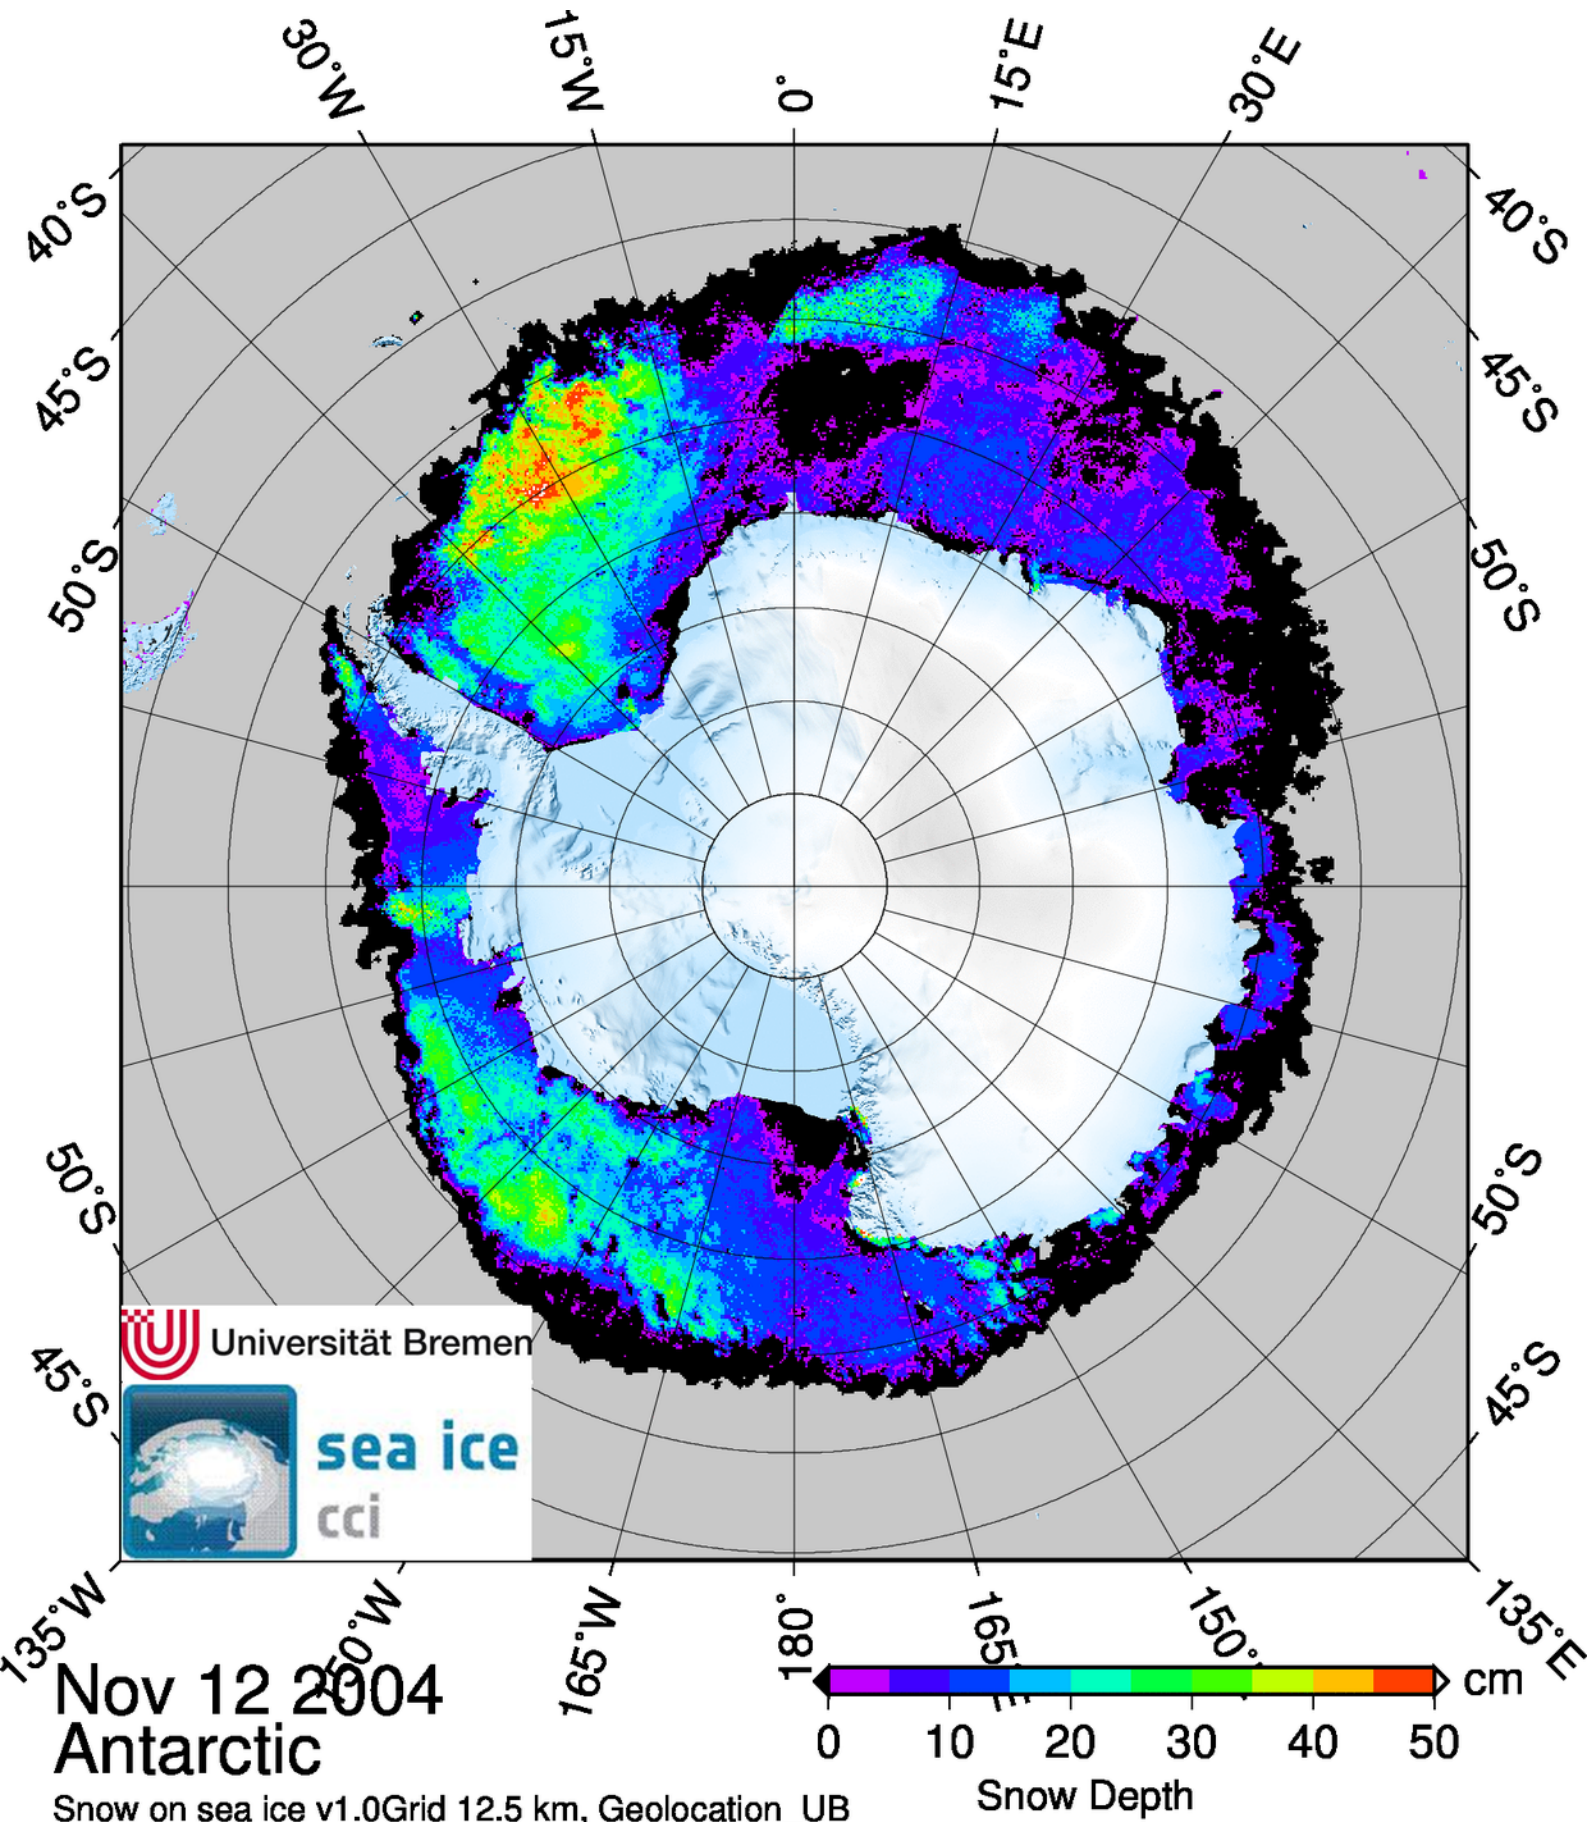 30°W 15°W 0° 15°E 30°E
40°S 40°S
45°S 45°S
50°S 50°S
50°S 50°S
45°S 45°S
Universität Bremen
sea ice
cci
135°W 165°W 180° 135°E
Nov 12 2004
Antarctic
Snow on sea ice v1.0Grid 12.5 km, Geolocation UB
cm
0 10 20 30 40 50
Snow Depth